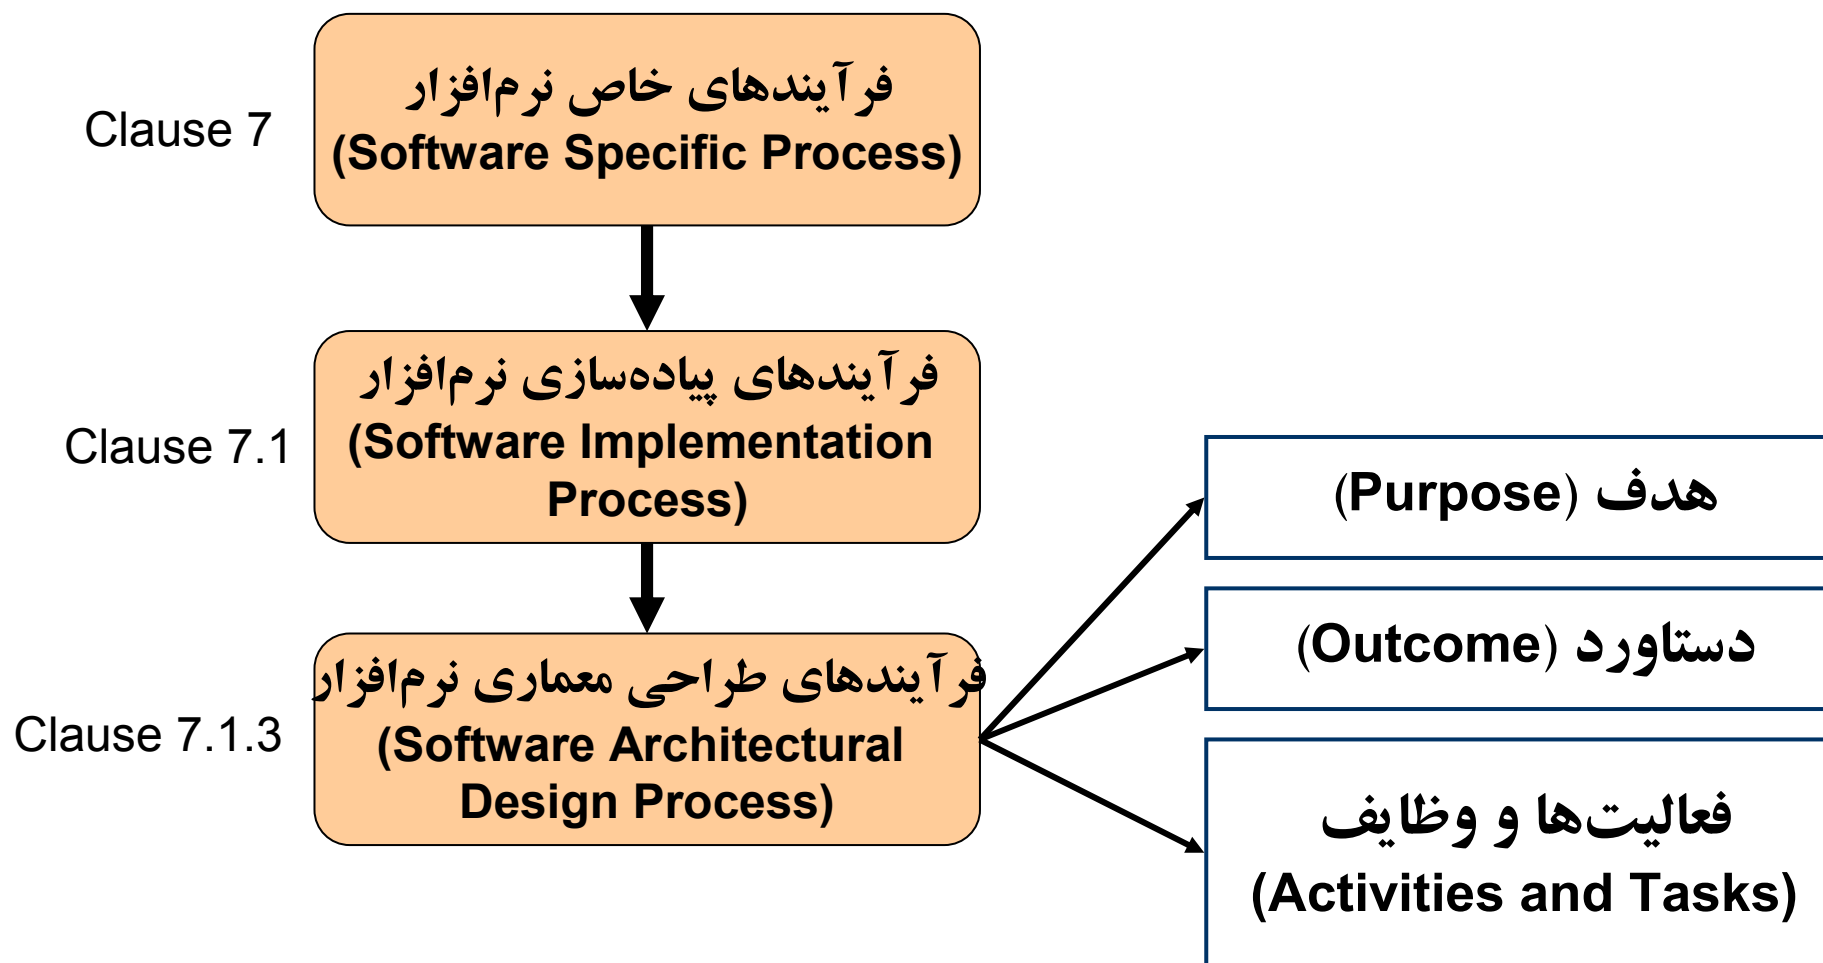 Clause 7
فرآیندهای خاص نرم‌افزار
(Software Specific Process)
Clause 7.1
فرآیندهای پیاده‌سازی نرم‌افزار
(Software Implementation
Process)
Clause 7.1.3
فرآیندهای طراحی معماری نرم‌افزار
(Software Architectural
Design Process)
هدف (Purpose)
دستاورد (Outcome)
فعالیت‌ها و وظایف
(Activities and Tasks)